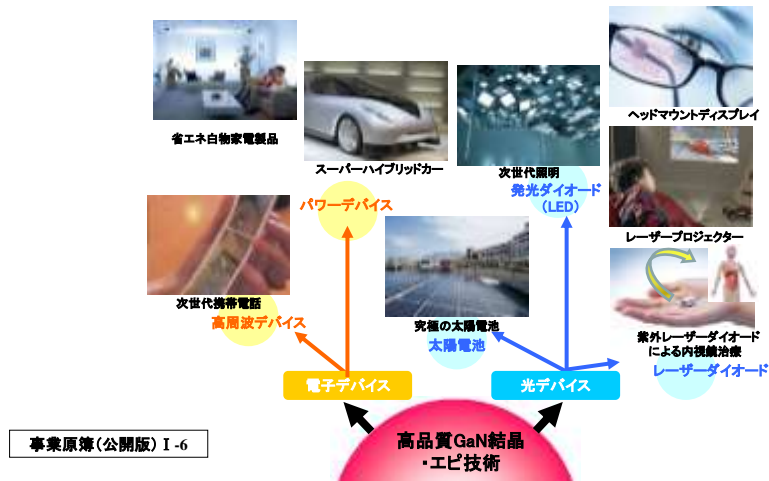 ヘッドマウントディスプレイ
省エネ白物家電製品
スーパーハイブリッドカー
次世代照明
発光ダイオード
（LED）
パワーデバイス
レーザープロジェクター
次世代携帯電話
高周波デバイス
究極の太陽電池
太陽電池
紫外レーザーダイオード
による内視鏡治療
レーザーダイオード
電子デバイス
光デバイス
高品質GaN結晶
・エピ技術
事業原簿（公開版）Ⅰ-6